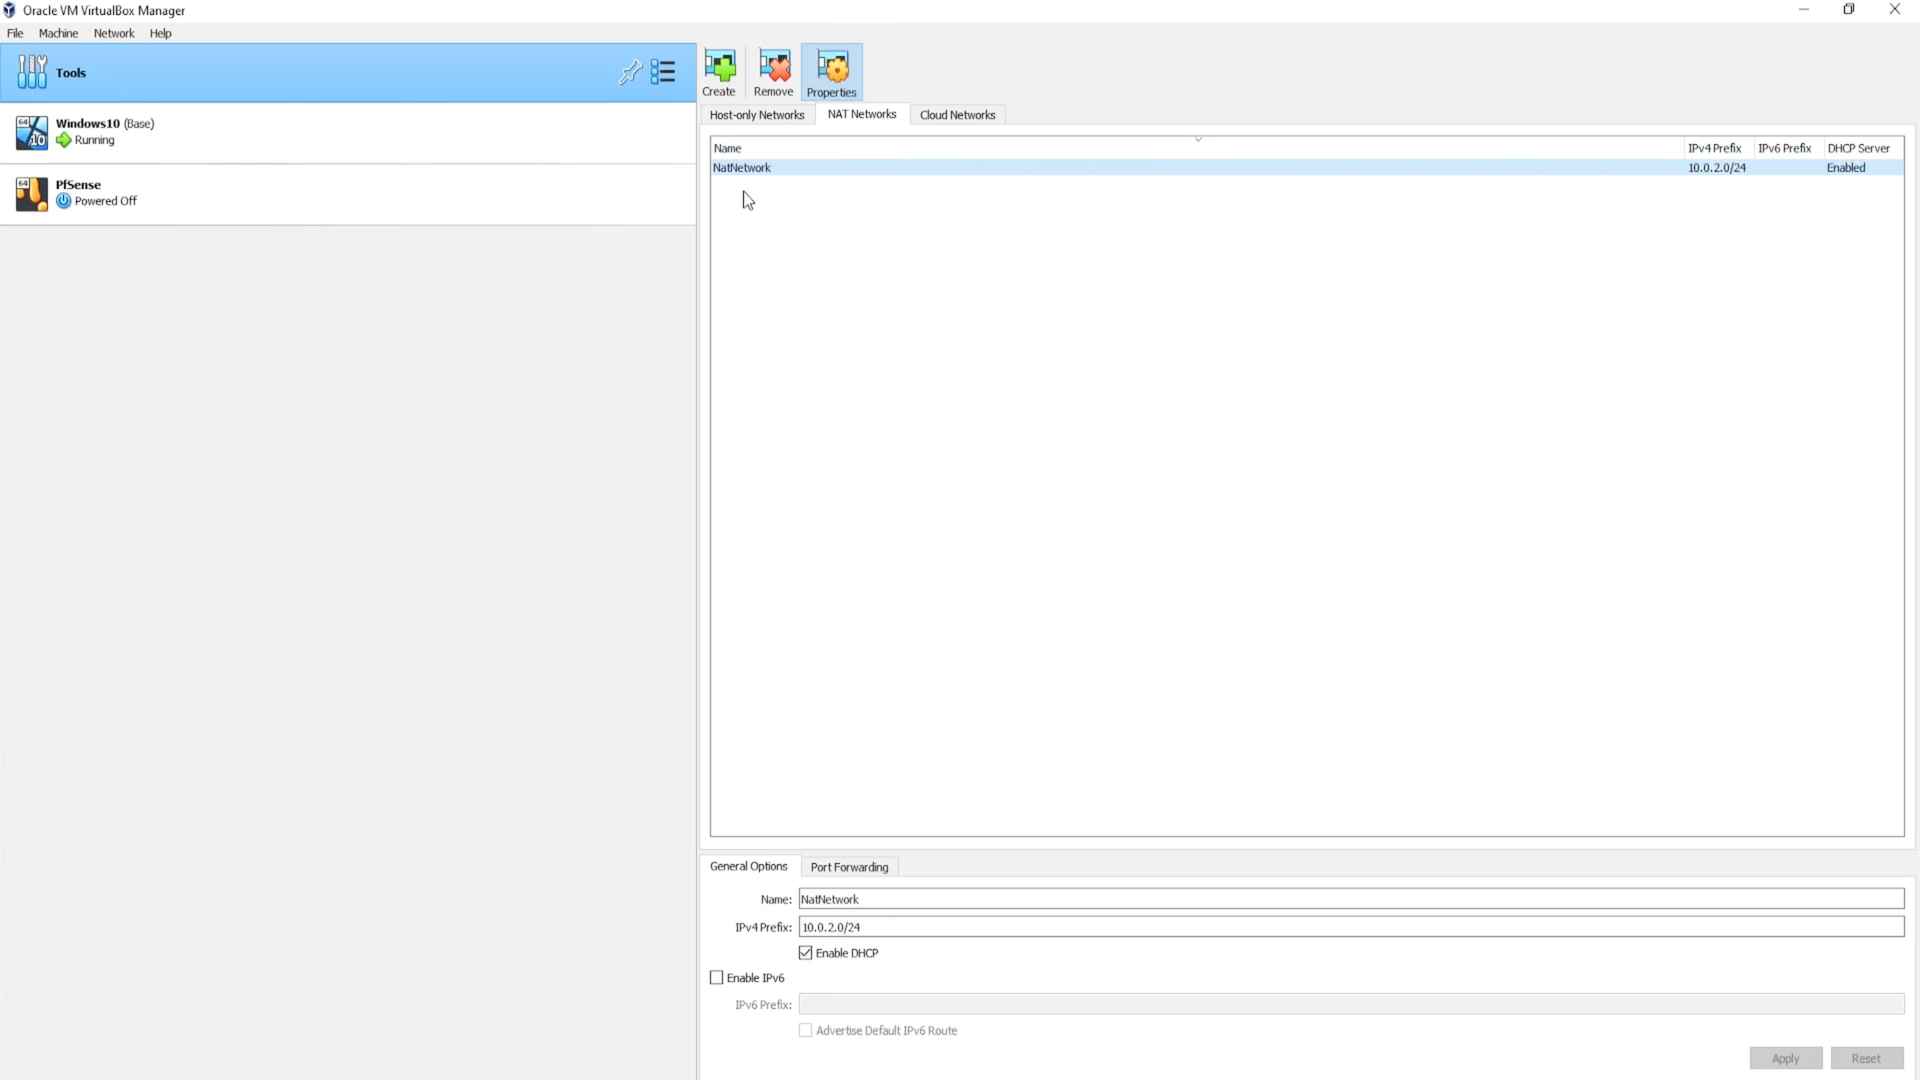 Oracle VM VirtualBox Manager
File Machine Network Help
Tools
64
10
Windows10 (Base)
Running
64
PfSense
Powered Off
Create Remove Properties
Host-only Networks NAT Networks Cloud Networks
Name IPv4 Prefix IPv6 Prefix DHCP Server
NatNetwork 10.0.2.0/24 Enabled
General Options Port Forwarding
Name: NatNetwork
IPv4 Prefix: 10.0.2.0/24
Enable DHCP
Enable IPv6
IPv6 Prefix:
Advertise Default IPv6 Route
Apply Reset